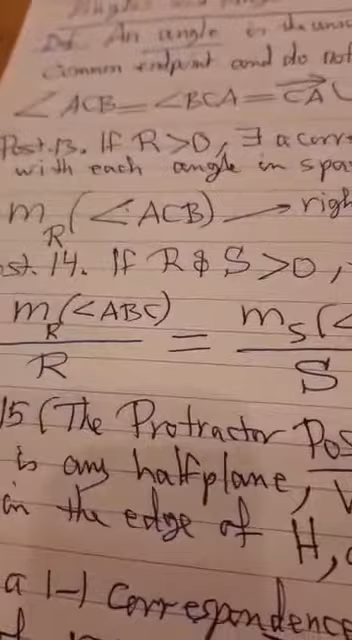 Def. An angle is the union
common endpoint and do not
∠ACB = ∠BCA = CA ∪
Post. 13. If R > 0, ∃ a corr
with each angle in spa
m_R(∠ACB) → righ
st. 14. If R & S > 0,
m_R(∠ABC)/R = m_S(∠/S
15 (The Protractor Pos
is any halfplane, V
in the edge of H,
a 1-1 correspondence